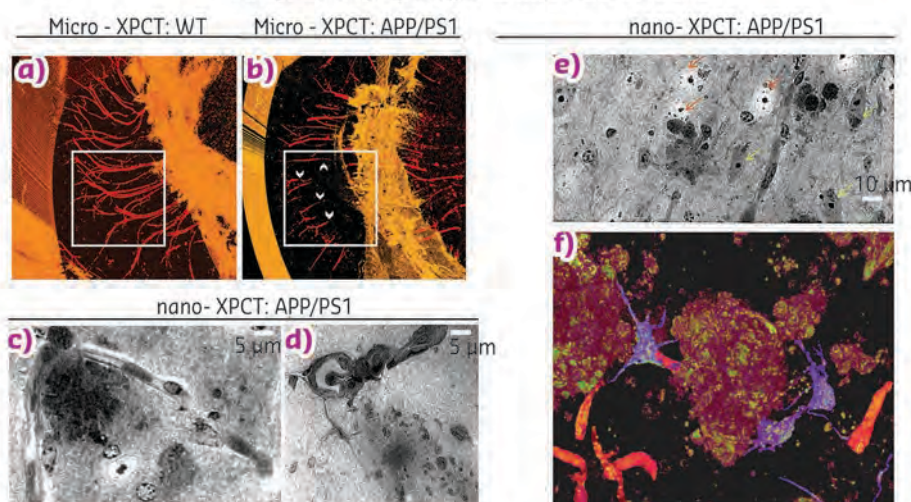 Micro - XPCT: WT
Micro - XPCT: APP/PS1
nano- XPCT: APP/PS1
a)
b)
e)
10 μm
f)
nano- XPCT: APP/PS1
c)
5 μm
d)
5 μm